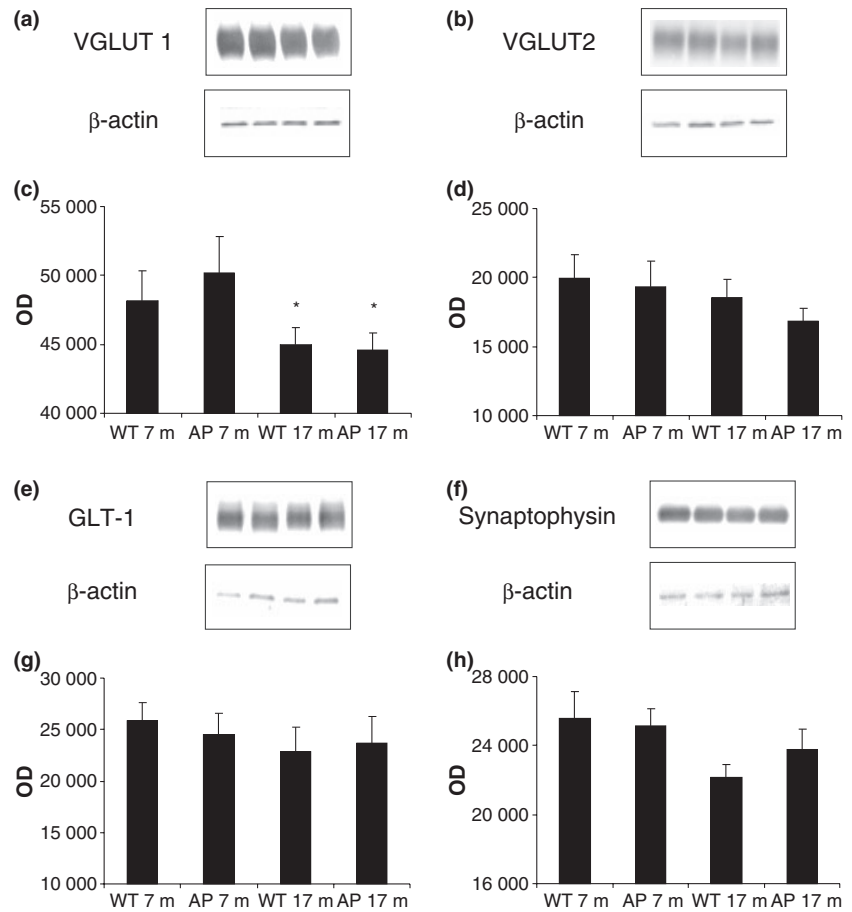 (a)
VGLUT 1
β-actin
(b)
VGLUT2
β-actin
(c)
55 000
50 000
45 000
40 000
OD
* *
WT 7 m AP 7 m WT 17 m AP 17 m
(d)
25 000
20 000
15 000
10 000
OD
WT 7 m AP 7 m WT 17 m AP 17 m
(e)
GLT-1
β-actin
(f)
Synaptophysin
β-actin
(g)
30 000
25 000
20 000
15 000
10 000
OD
WT 7 m AP 7 m WT 17 m AP 17 m
(h)
28 000
24 000
20 000
16 000
OD
WT 7 m AP 7 m WT 17 m AP 17 m